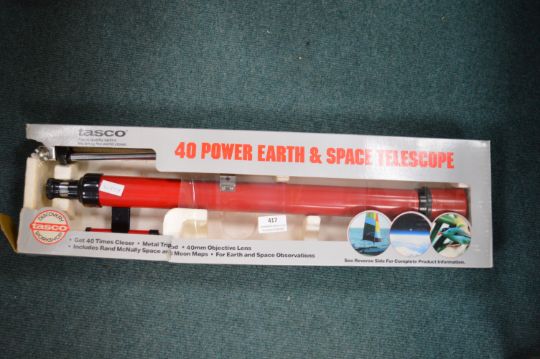 tasco®
40 POWER EARTH & SPACE TELESCOPE
417
DISCOVERY
tasco
• Get 40 Times Closer • Metal Tripod • 40mm Objective Lens
• Includes Rand McNally Space and Moon Maps • For Earth and Space Observations
See Reverse Side For Complete Product Information.